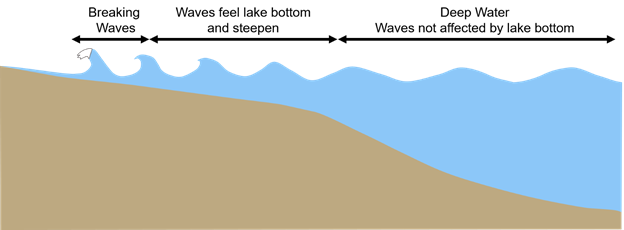 Breaking
Waves
Waves feel lake bottom
and steepen
Deep Water
Waves not affected by lake bottom